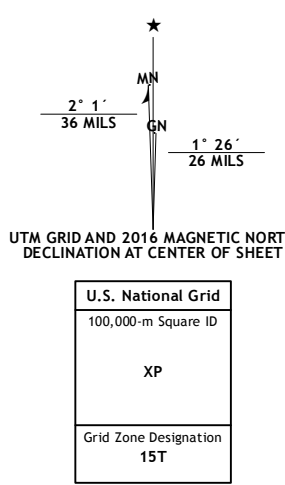 ★
MN
GN
2° 1´
36 MILS
1° 26´
26 MILS
UTM GRID AND 2016 MAGNETIC NORT
DECLINATION AT CENTER OF SHEET
U.S. National Grid
100,000-m Square ID
XP
Grid Zone Designation
15T